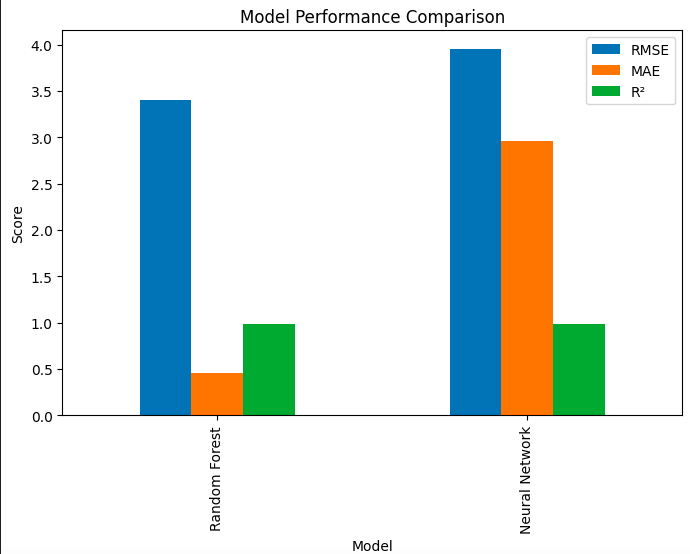 Model Performance Comparison
RMSE
MAE
R²
4.0
3.5
3.0
2.5
2.0
1.5
1.0
0.5
0.0
Score
Random Forest
Neural Network
Model